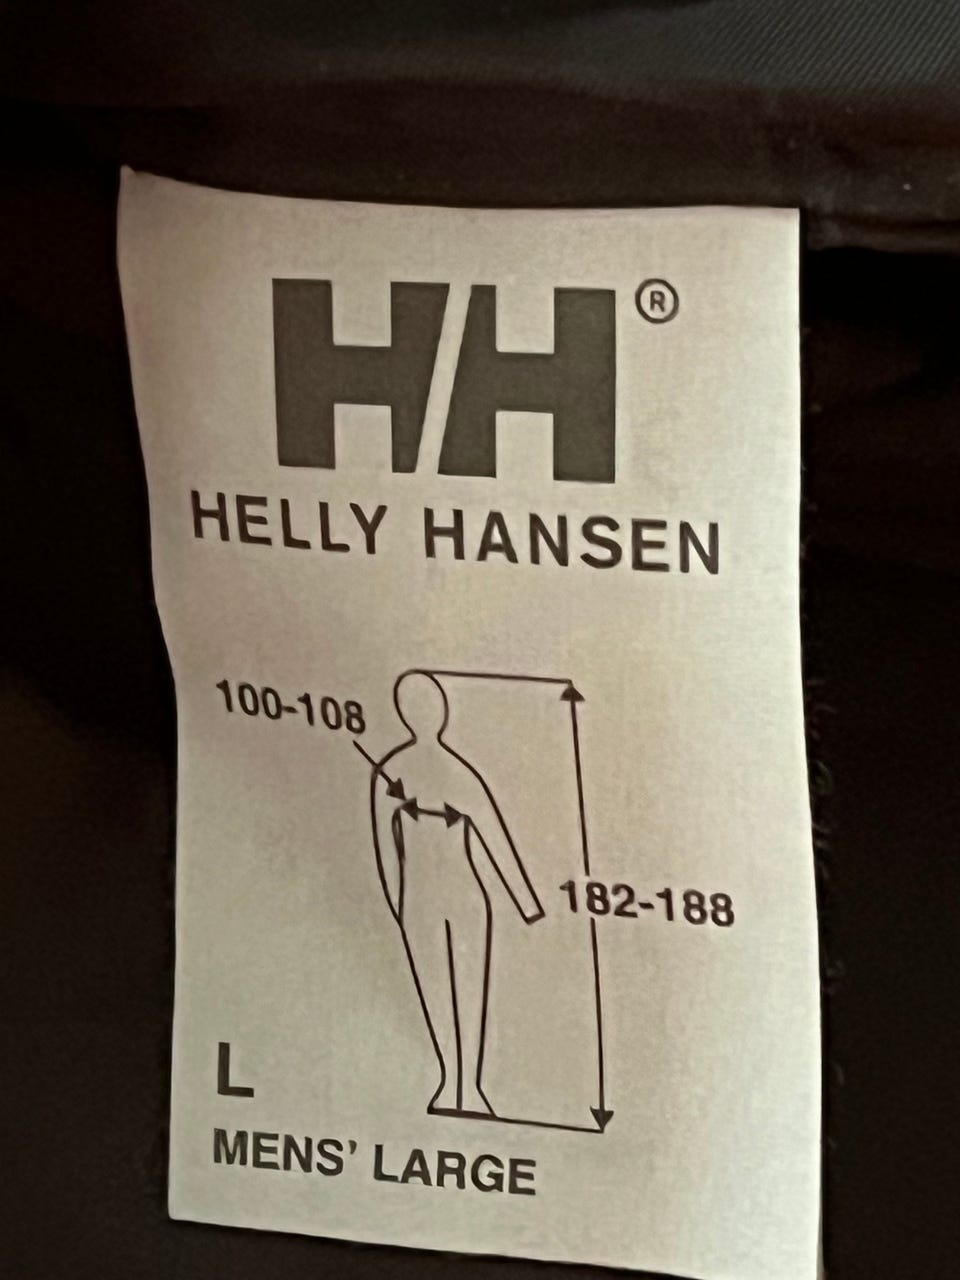 HH®
HELLY HANSEN
100-108
182-188
L
MENS' LARGE